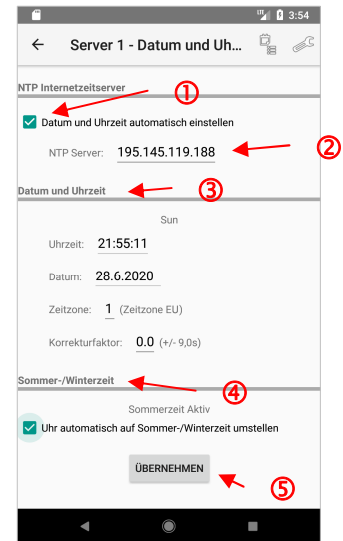 LTE 3:54
Server 1 - Datum und Uh...
NTP Internetzeitserver
①
Datum und Uhrzeit automatisch einstellen
NTP Server: 195.145.119.188 ②
Datum und Uhrzeit ③
Sun
Uhrzeit: 21:55:11
Datum: 28.6.2020
Zeitzone: 1 (Zeitzone EU)
Korrekturfaktor: 0.0 (+/- 9,0s)
Sommer-/Winterzeit ④
Sommerzeit Aktiv
Uhr automatisch auf Sommer-/Winterzeit umstellen
ÜBERNEHMEN
⑤